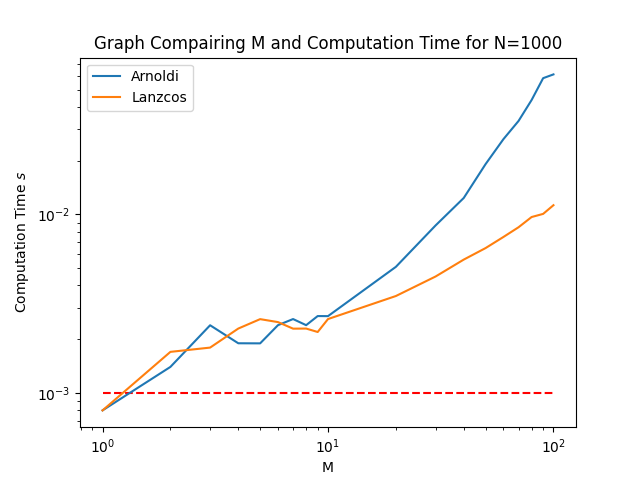 Graph Compairing M and Computation Time for N=1000
Arnoldi
Lanzcos
Computation Time s
10⁻²
10⁻³
10⁰
10¹
10²
M